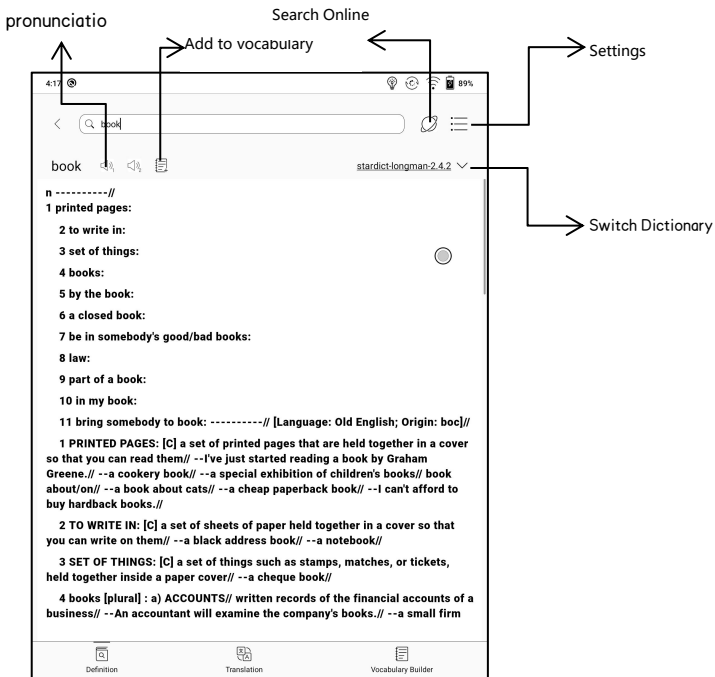 Search Online
pronunciatio
Add to vocabulary
Settings
4:17
89%
book
book
stardict-longman-2.4.2
Switch Dictionary
n ----------//
1 printed pages:
2 to write in:
3 set of things:
4 books:
5 by the book:
6 a closed book:
7 be in somebody's good/bad books:
8 law:
9 part of a book:
10 in my book:
11 bring somebody to book: ----------// [Language: Old English; Origin: boc]//
1 PRINTED PAGES: [C] a set of printed pages that are held together in a cover
so that you can read them// --I've just started reading a book by Graham
Greene.// --a cookery book// --a special exhibition of children's books// book
about/on// --a book about cats// --a cheap paperback book// --I can't afford to
buy hardback books.//
2 TO WRITE IN: [C] a set of sheets of paper held together in a cover so that
you can write on them// --a black address book// --a notebook//
3 SET OF THINGS: [C] a set of things such as stamps, matches, or tickets,
held together inside a paper cover// --a cheque book//
4 books [plural] : a) ACCOUNTS// written records of the financial accounts of a
business// --An accountant will examine the company's books.// --a small firm
Definition
Translation
Vocabulary Builder